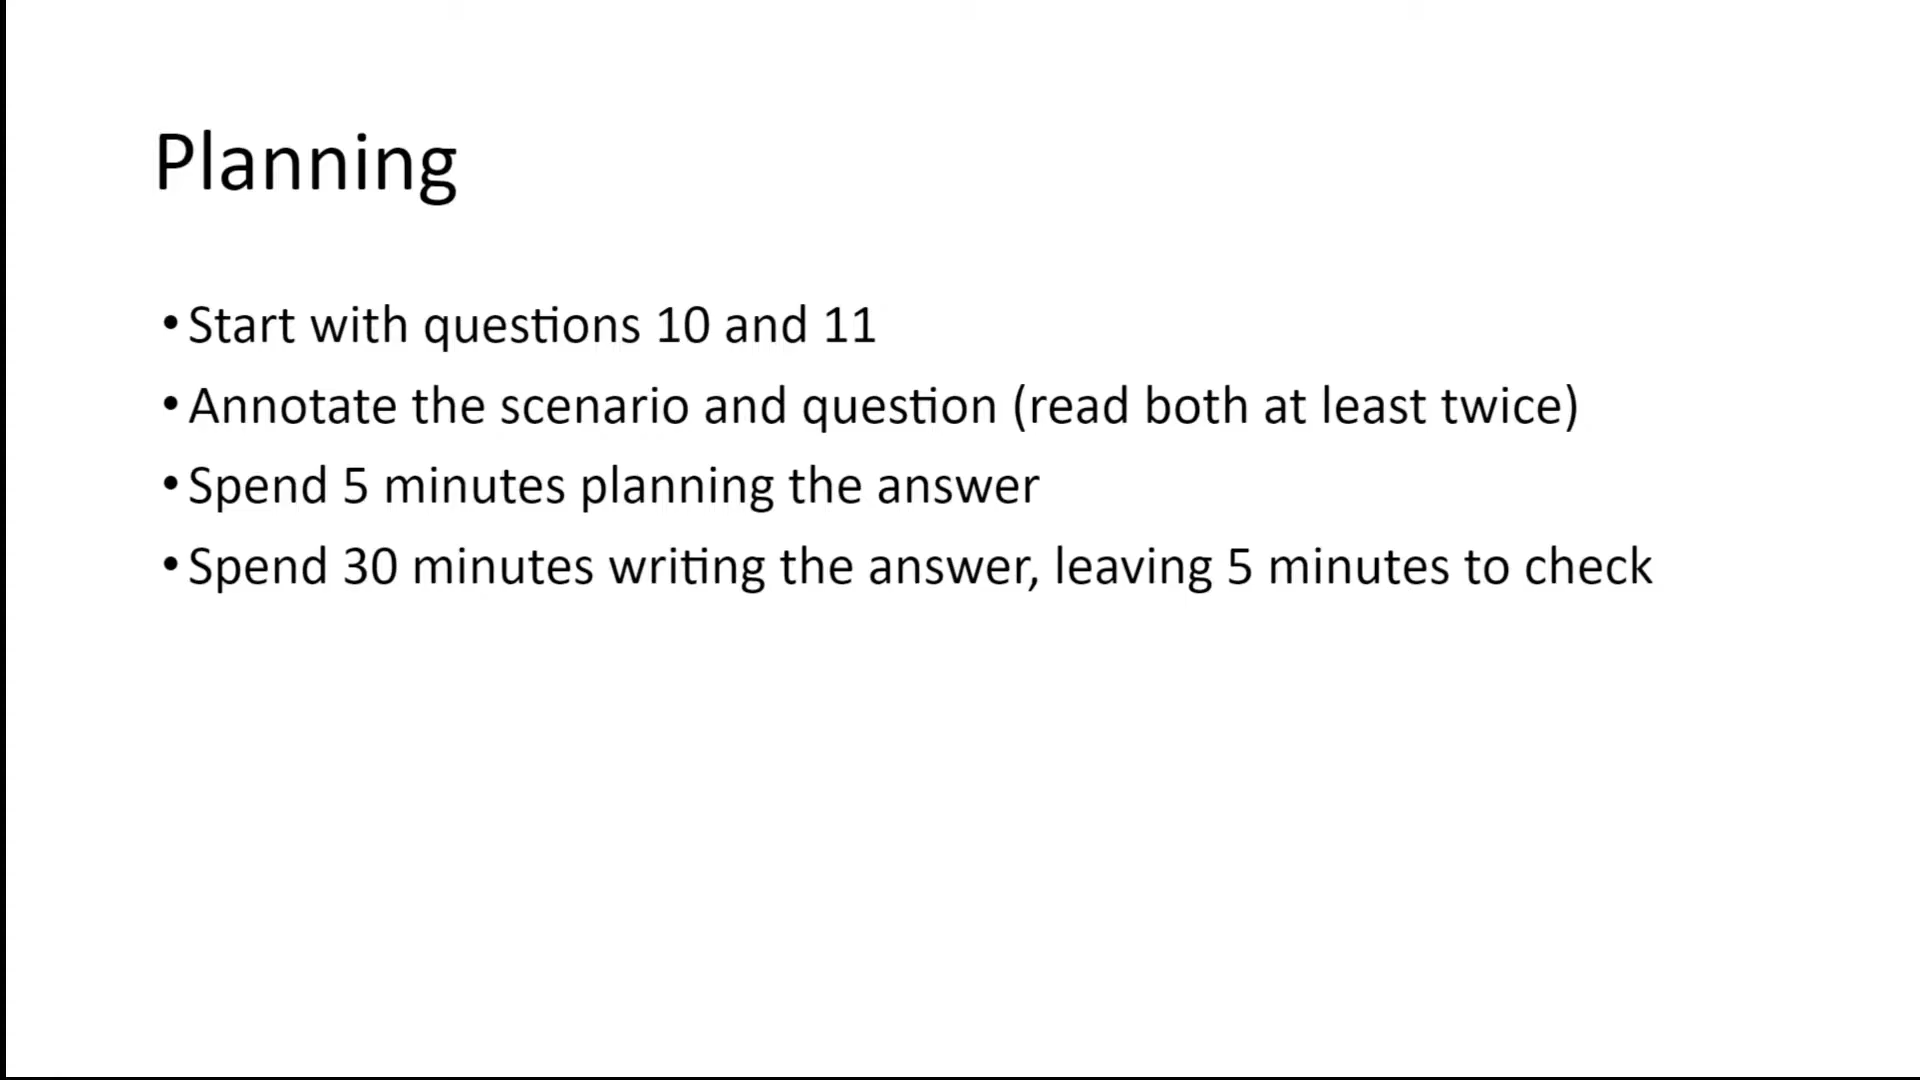 Planning
• Start with questions 10 and 11
• Annotate the scenario and question (read both at least twice)
• Spend 5 minutes planning the answer
• Spend 30 minutes writing the answer, leaving 5 minutes to check